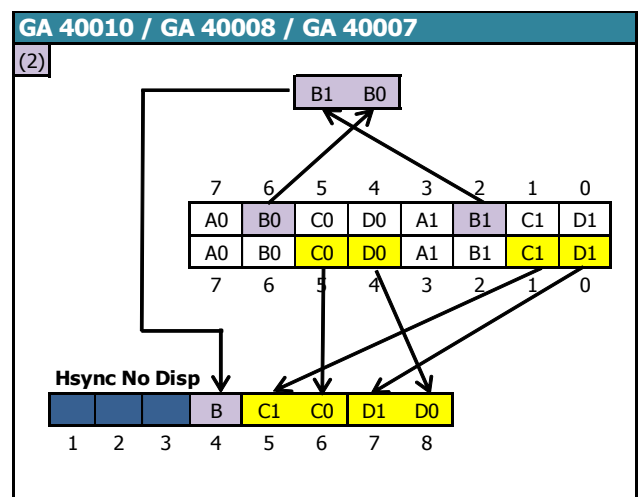 GA 40010 / GA 40008 / GA 40007
(2)
B1 B0
7 6 5 4 3 2 1 0
A0 B0 C0 D0 A1 B1 C1 D1
A0 B0 C0 D0 A1 B1 C1 D1
7 6 5 4 3 2 1 0
Hsync No Disp
B C1 C0 D1 D0
1 2 3 4 5 6 7 8